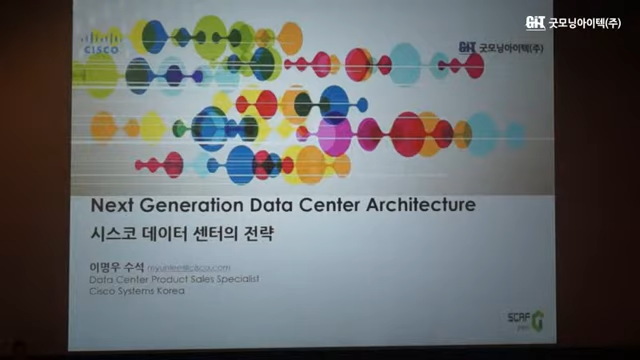 GIT 굿모닝아이텍(주)
CISCO
GIT 굿모닝아이텍(주)
Next Generation Data Center Architecture
시스코 데이터 센터의 전략
이명우 수석
Data Center Product Sales Specialist
Cisco Systems Korea